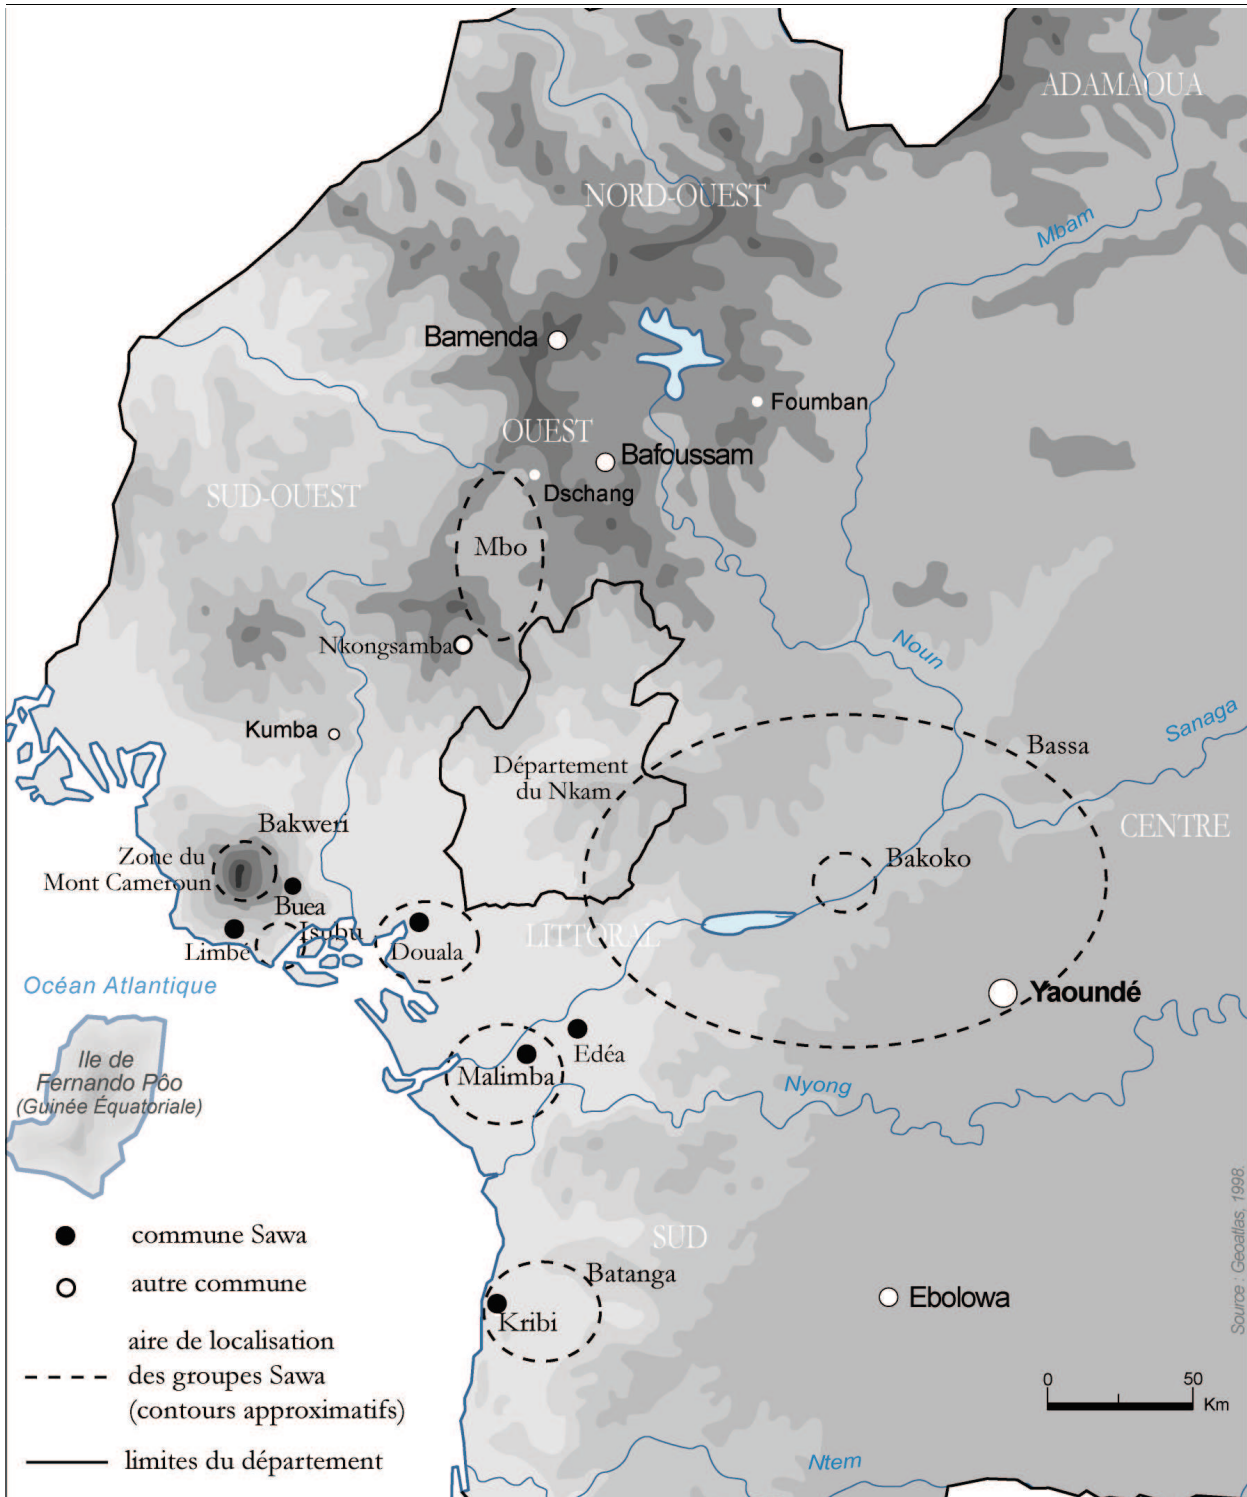 ADAMAOUA
NORD-OUEST
Mbam
Bamenda
Foumban
OUEST
Bafoussam
SUD-OUEST
Dschang
Mbo
Nkongsamba
Noun
Kumba
Sanaga
Bassa
Département
du Nkam
Bakweri
CENTRE
Zone du
Mont Cameroun
Bakoko
Buea
Isubu
Limbé
Douala
LITTORAL
Océan Atlantique
Yaoundé
Ile de
Fernando Pôo
(Guinée Équatoriale)
Edéa
Malimba
Nyong
commune Sawa
SUD
autre commune
Batanga
Kribi
Ebolowa
aire de localisation
des groupes Sawa
(contours approximatifs)
limites du département
0 50
Km
Ntem
Source : Geoatlas, 1998.